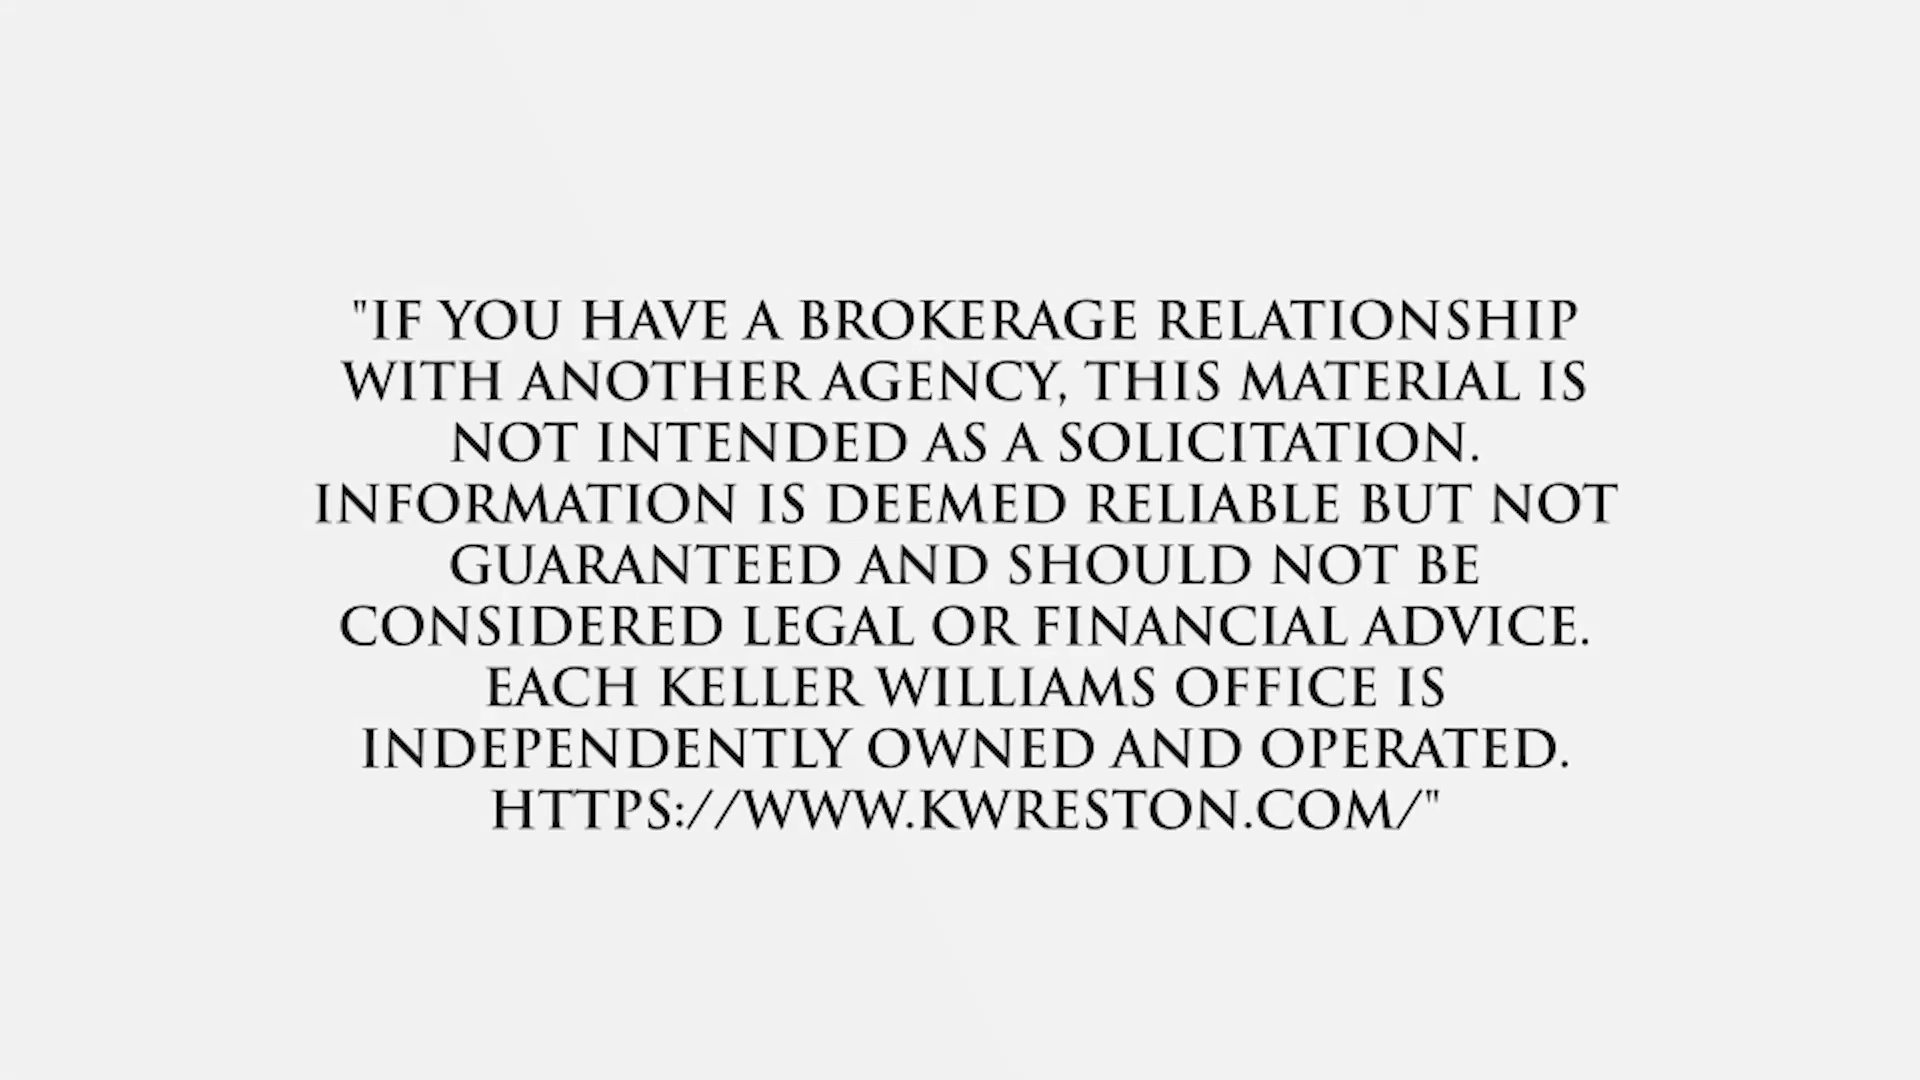 "IF YOU HAVE A BROKERAGE RELATIONSHIP
WITH ANOTHER AGENCY, THIS MATERIAL IS
NOT INTENDED AS A SOLICITATION.
INFORMATION IS DEEMED RELIABLE BUT NOT
GUARANTEED AND SHOULD NOT BE
CONSIDERED LEGAL OR FINANCIAL ADVICE.
EACH KELLER WILLIAMS OFFICE IS
INDEPENDENTLY OWNED AND OPERATED.
HTTPS://WWW.KWRESTON.COM/"